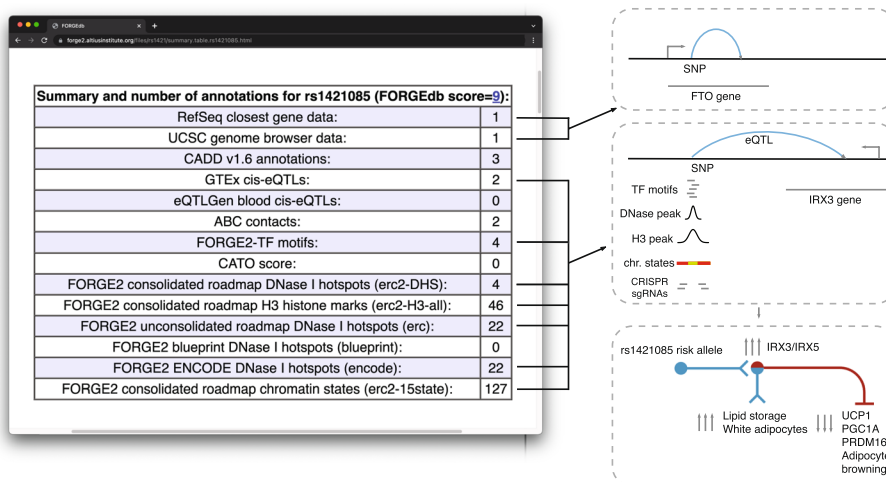 FORGEdb
forge2.altiusinstitute.org/files/rs1421/summary.table.rs1421085.html
Summary and number of annotations for rs1421085 (FORGEdb score=9):
RefSeq closest gene data: 1
UCSC genome browser data: 1
CADD v1.6 annotations: 3
GTEx cis-eQTLs: 2
eQTLGen blood cis-eQTLs: 0
ABC contacts: 2
FORGE2-TF motifs: 4
CATO score: 0
FORGE2 consolidated roadmap DNase I hotspots (erc2-DHS): 4
FORGE2 consolidated roadmap H3 histone marks (erc2-H3-all): 46
FORGE2 unconsolidated roadmap DNase I hotspots (erc): 22
FORGE2 blueprint DNase I hotspots (blueprint): 0
FORGE2 ENCODE DNase I hotspots (encode): 22
FORGE2 consolidated roadmap chromatin states (erc2-15state): 127
SNP
FTO gene
eQTL
SNP
TF motifs
IRX3 gene
DNase peak
H3 peak
chr. states
CRISPR
sgRNAs
rs1421085 risk allele
IRX3/IRX5
Lipid storage
White adipocytes
UCP1
PGC1A
PRDM16
Adipocyte
browning